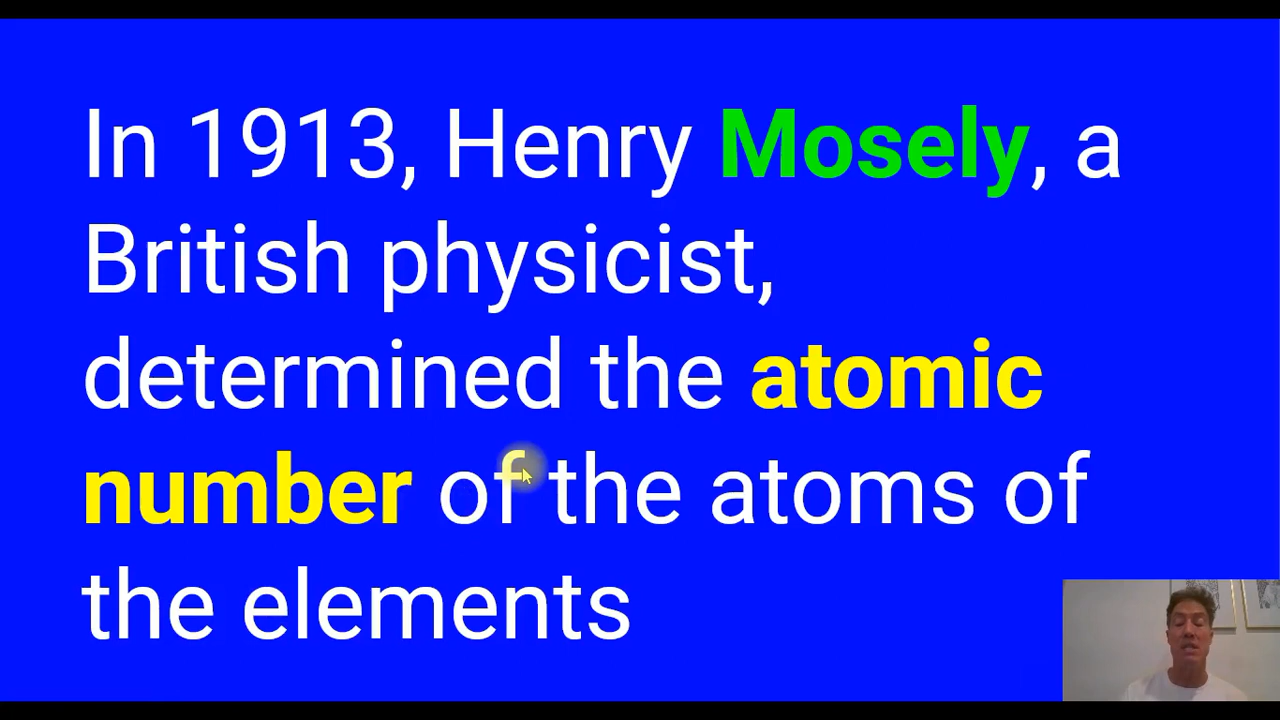 In 1913, Henry Mosely, a
British physicist,
determined the atomic
number of the atoms of
the elements